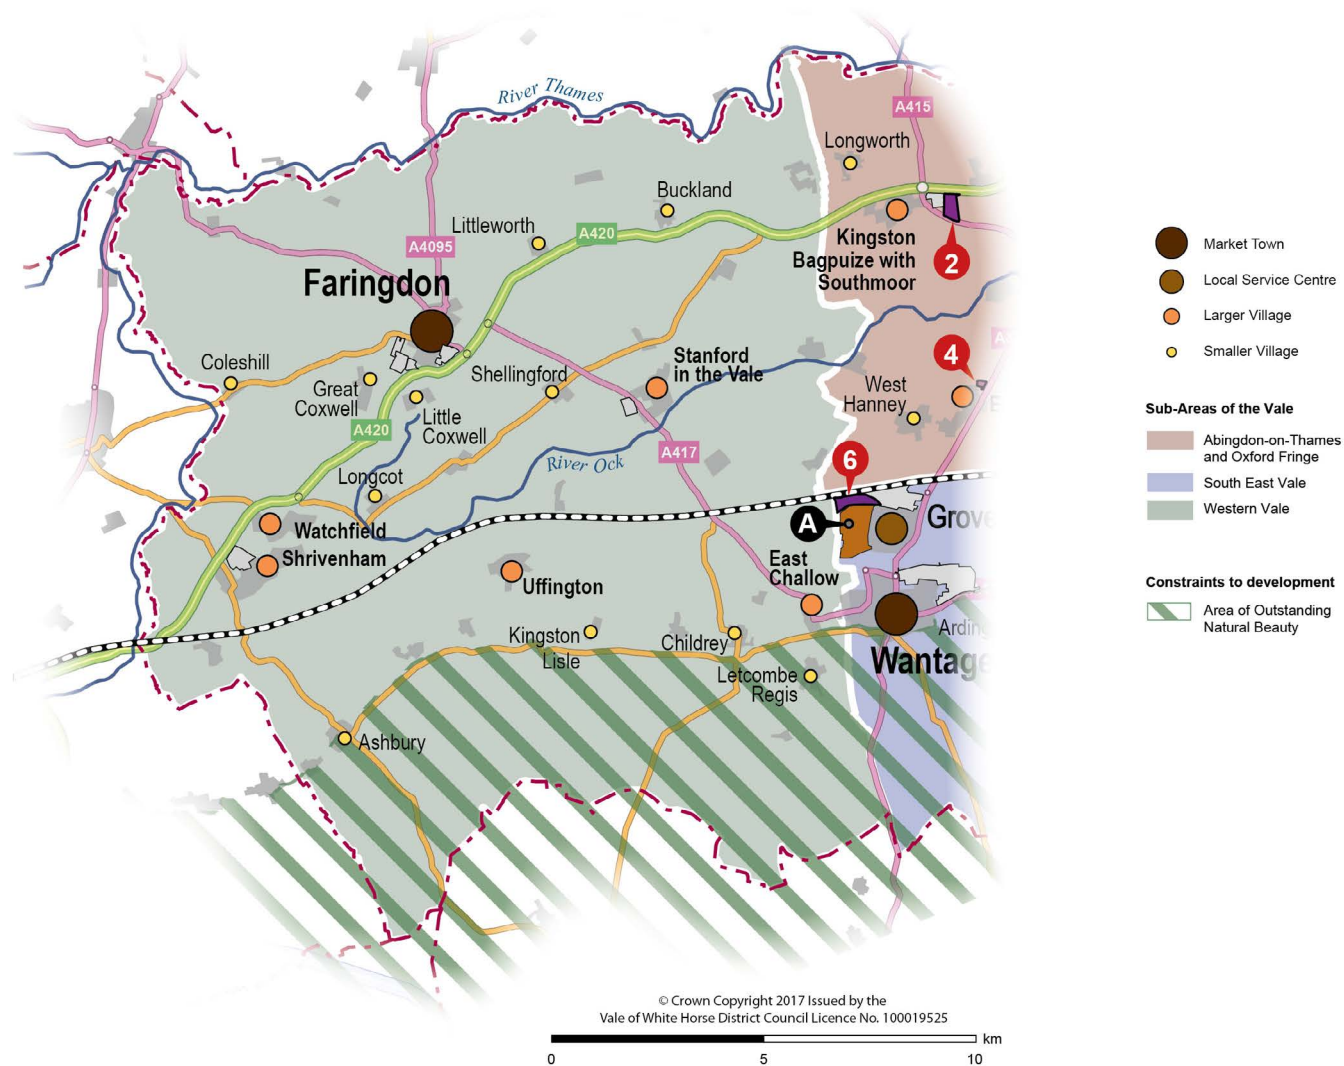 River Thames
A415
Longworth
Buckland
Littleworth
A420
A4095
Kingston
Bagpuize with
Southmoor
2
Faringdon
4
Coleshill
Great
Coxwell
Shellingford
Stanford
in the Vale
West
Hanney
Little
Coxwell
A420
A417
River Ock
6
Longcot
A
Grove
Watchfield
Shrivenham
East
Challow
Uffington
Kingston
Lisle
Childrey
Wantage
Letcombe
Regis
Ashbury
Market Town
Local Service Centre
Larger Village
Smaller Village
Sub-Areas of the Vale
Abingdon-on-Thames
and Oxford Fringe
South East Vale
Western Vale
Constraints to development
Area of Outstanding
Natural Beauty
© Crown Copyright 2017 Issued by the
Vale of White Horse District Council Licence No. 100019525
km
0
5
10